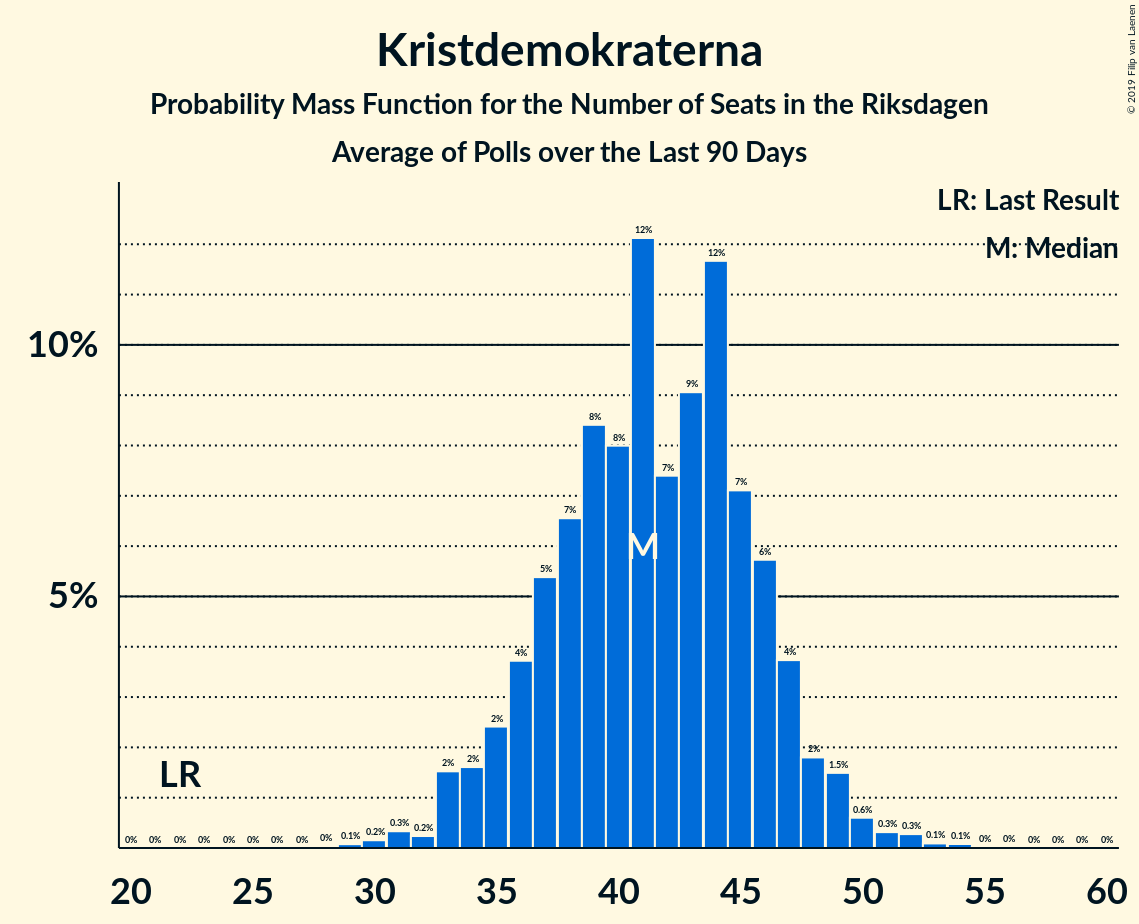 © 2019 Filip van Laenen
Kristdemokraterna
Probability Mass Function for the Number of Seats in the Riksdagen
Average of Polls over the Last 90 Days
LR: Last Result
M: Median
10%
5%
LR
M
0% 0% 0% 0% 0% 0% 0% 0% 0% 0.1% 0.2% 0.3% 0.2% 2% 2% 2% 4% 5% 7% 8% 8% 12% 7% 9% 12% 7% 6% 4% 2% 1.5% 0.6% 0.3% 0.3% 0.1% 0.1% 0% 0% 0% 0% 0% 0%
20 25 30 35 40 45 50 55 60